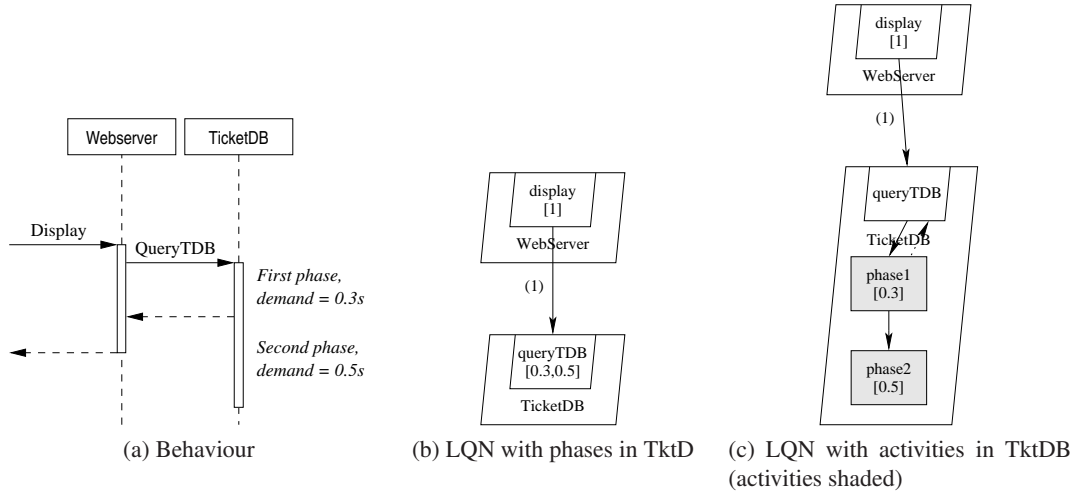 Webserver
TicketDB
Display
QueryTDB
First phase,
demand = 0.3s
Second phase,
demand = 0.5s
(a) Behaviour
display
[1]
WebServer
(1)
queryTDB
[0.3,0.5]
TicketDB
(b) LQN with phases in TktD
display
[1]
WebServer
(1)
queryTDB
TicketDB
phase1
[0.3]
phase2
[0.5]
(c) LQN with activities in TktDB
(activities shaded)